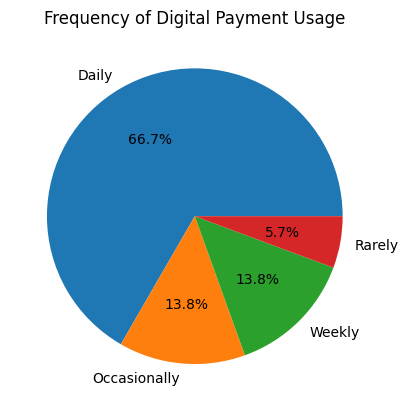 Frequency of Digital Payment Usage
Daily
66.7%
5.7%
Rarely
13.8%
13.8%
Weekly
Occasionally